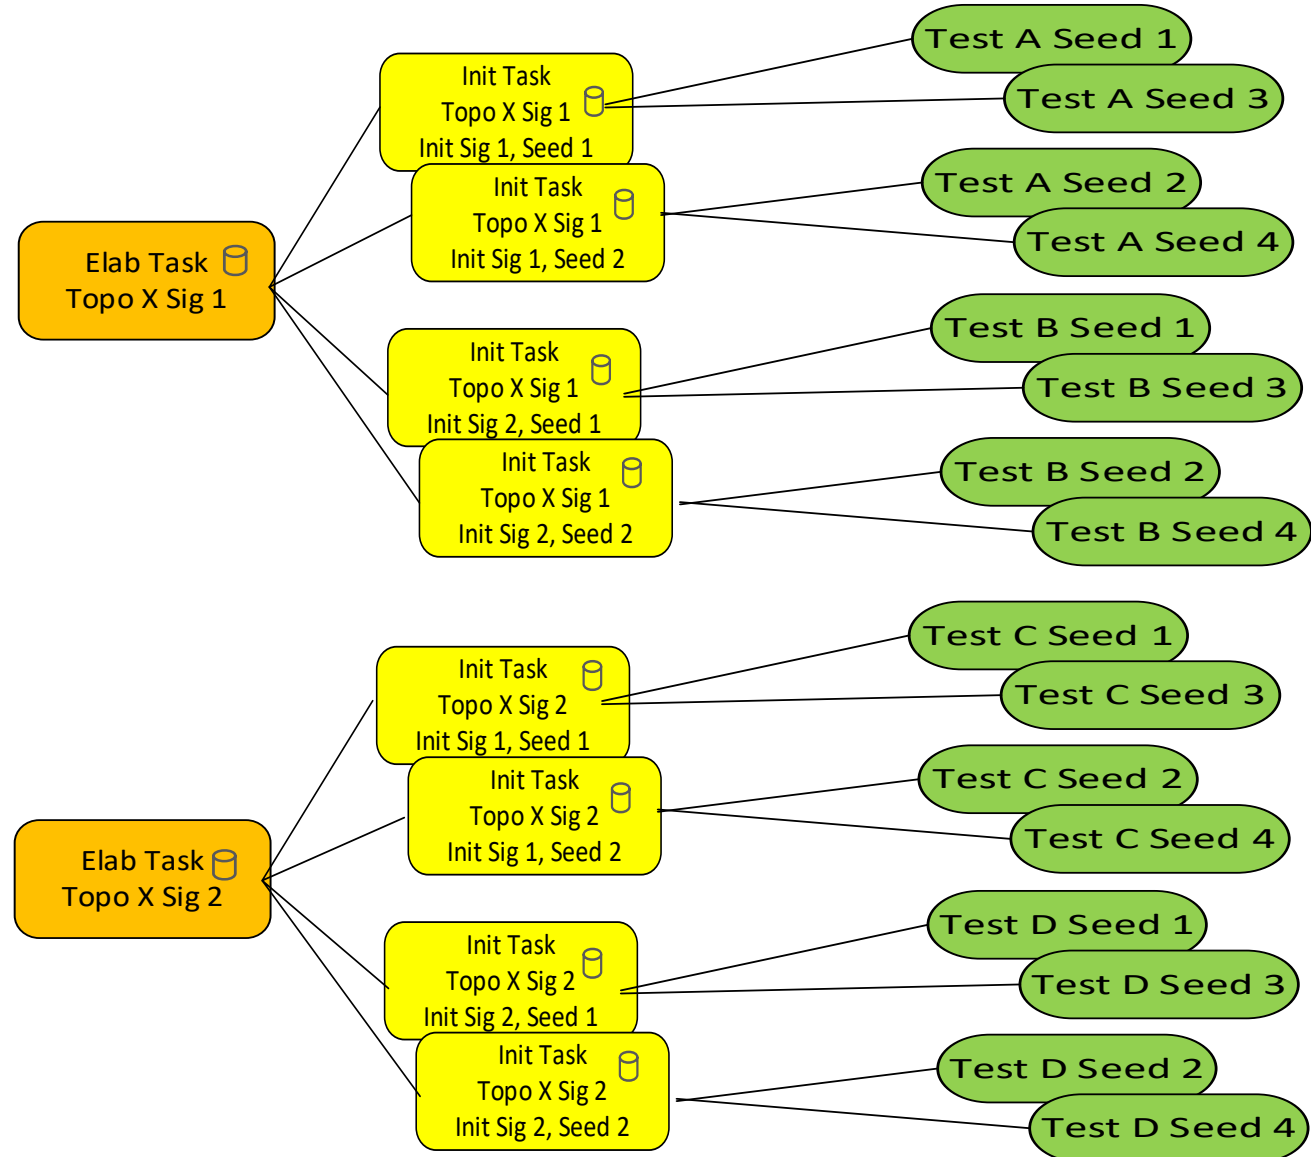 Elab Task
Topo X Sig 1
Init Task
Topo X Sig 1
Init Sig 1, Seed 1
Test A Seed 1
Test A Seed 3
Init Task
Topo X Sig 1
Init Sig 1, Seed 2
Test A Seed 2
Test A Seed 4
Init Task
Topo X Sig 1
Init Sig 2, Seed 1
Test B Seed 1
Test B Seed 3
Init Task
Topo X Sig 1
Init Sig 2, Seed 2
Test B Seed 2
Test B Seed 4
Elab Task
Topo X Sig 2
Init Task
Topo X Sig 2
Init Sig 1, Seed 1
Test C Seed 1
Test C Seed 3
Init Task
Topo X Sig 2
Init Sig 1, Seed 2
Test C Seed 2
Test C Seed 4
Init Task
Topo X Sig 2
Init Sig 2, Seed 1
Test D Seed 1
Test D Seed 3
Init Task
Topo X Sig 2
Init Sig 2, Seed 2
Test D Seed 2
Test D Seed 4